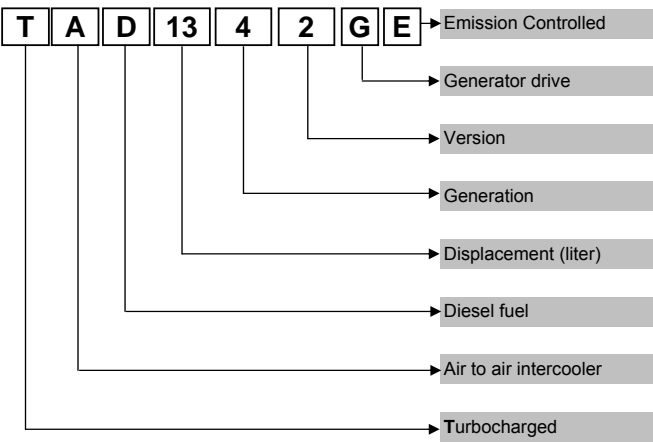 T A D 13 4 2 G E Emission Controlled
Generator drive
Version
Generation
Displacement (liter)
Diesel fuel
Air to air intercooler
Turbocharged